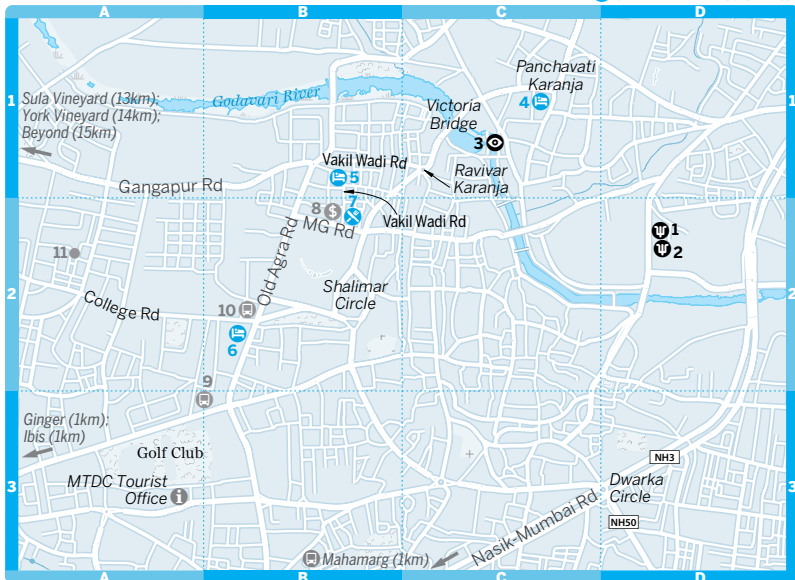 A
B
C
D
1
1
Panchavati
Karanja
4
Sula Vineyard (13km);
York Vineyard (14km);
Beyond (15km)
Godavari River
Victoria
Bridge
3
Vakil Wadi Rd
5
Ravivar
Karanja
Gangapur Rd
7
8
$
MG Rd
Vakil Wadi Rd
1
2
11
Old Agra Rd
Shalimar
Circle
2
2
College Rd
10
6
9
Ginger (1km);
Ibis (1km)
Golf Club
NH3
MTDC Tourist
Office
i
Dwarka
Circle
3
3
NH50
Nasik-Mumbai Rd
Mahamarg (1km)
A
B
C
D